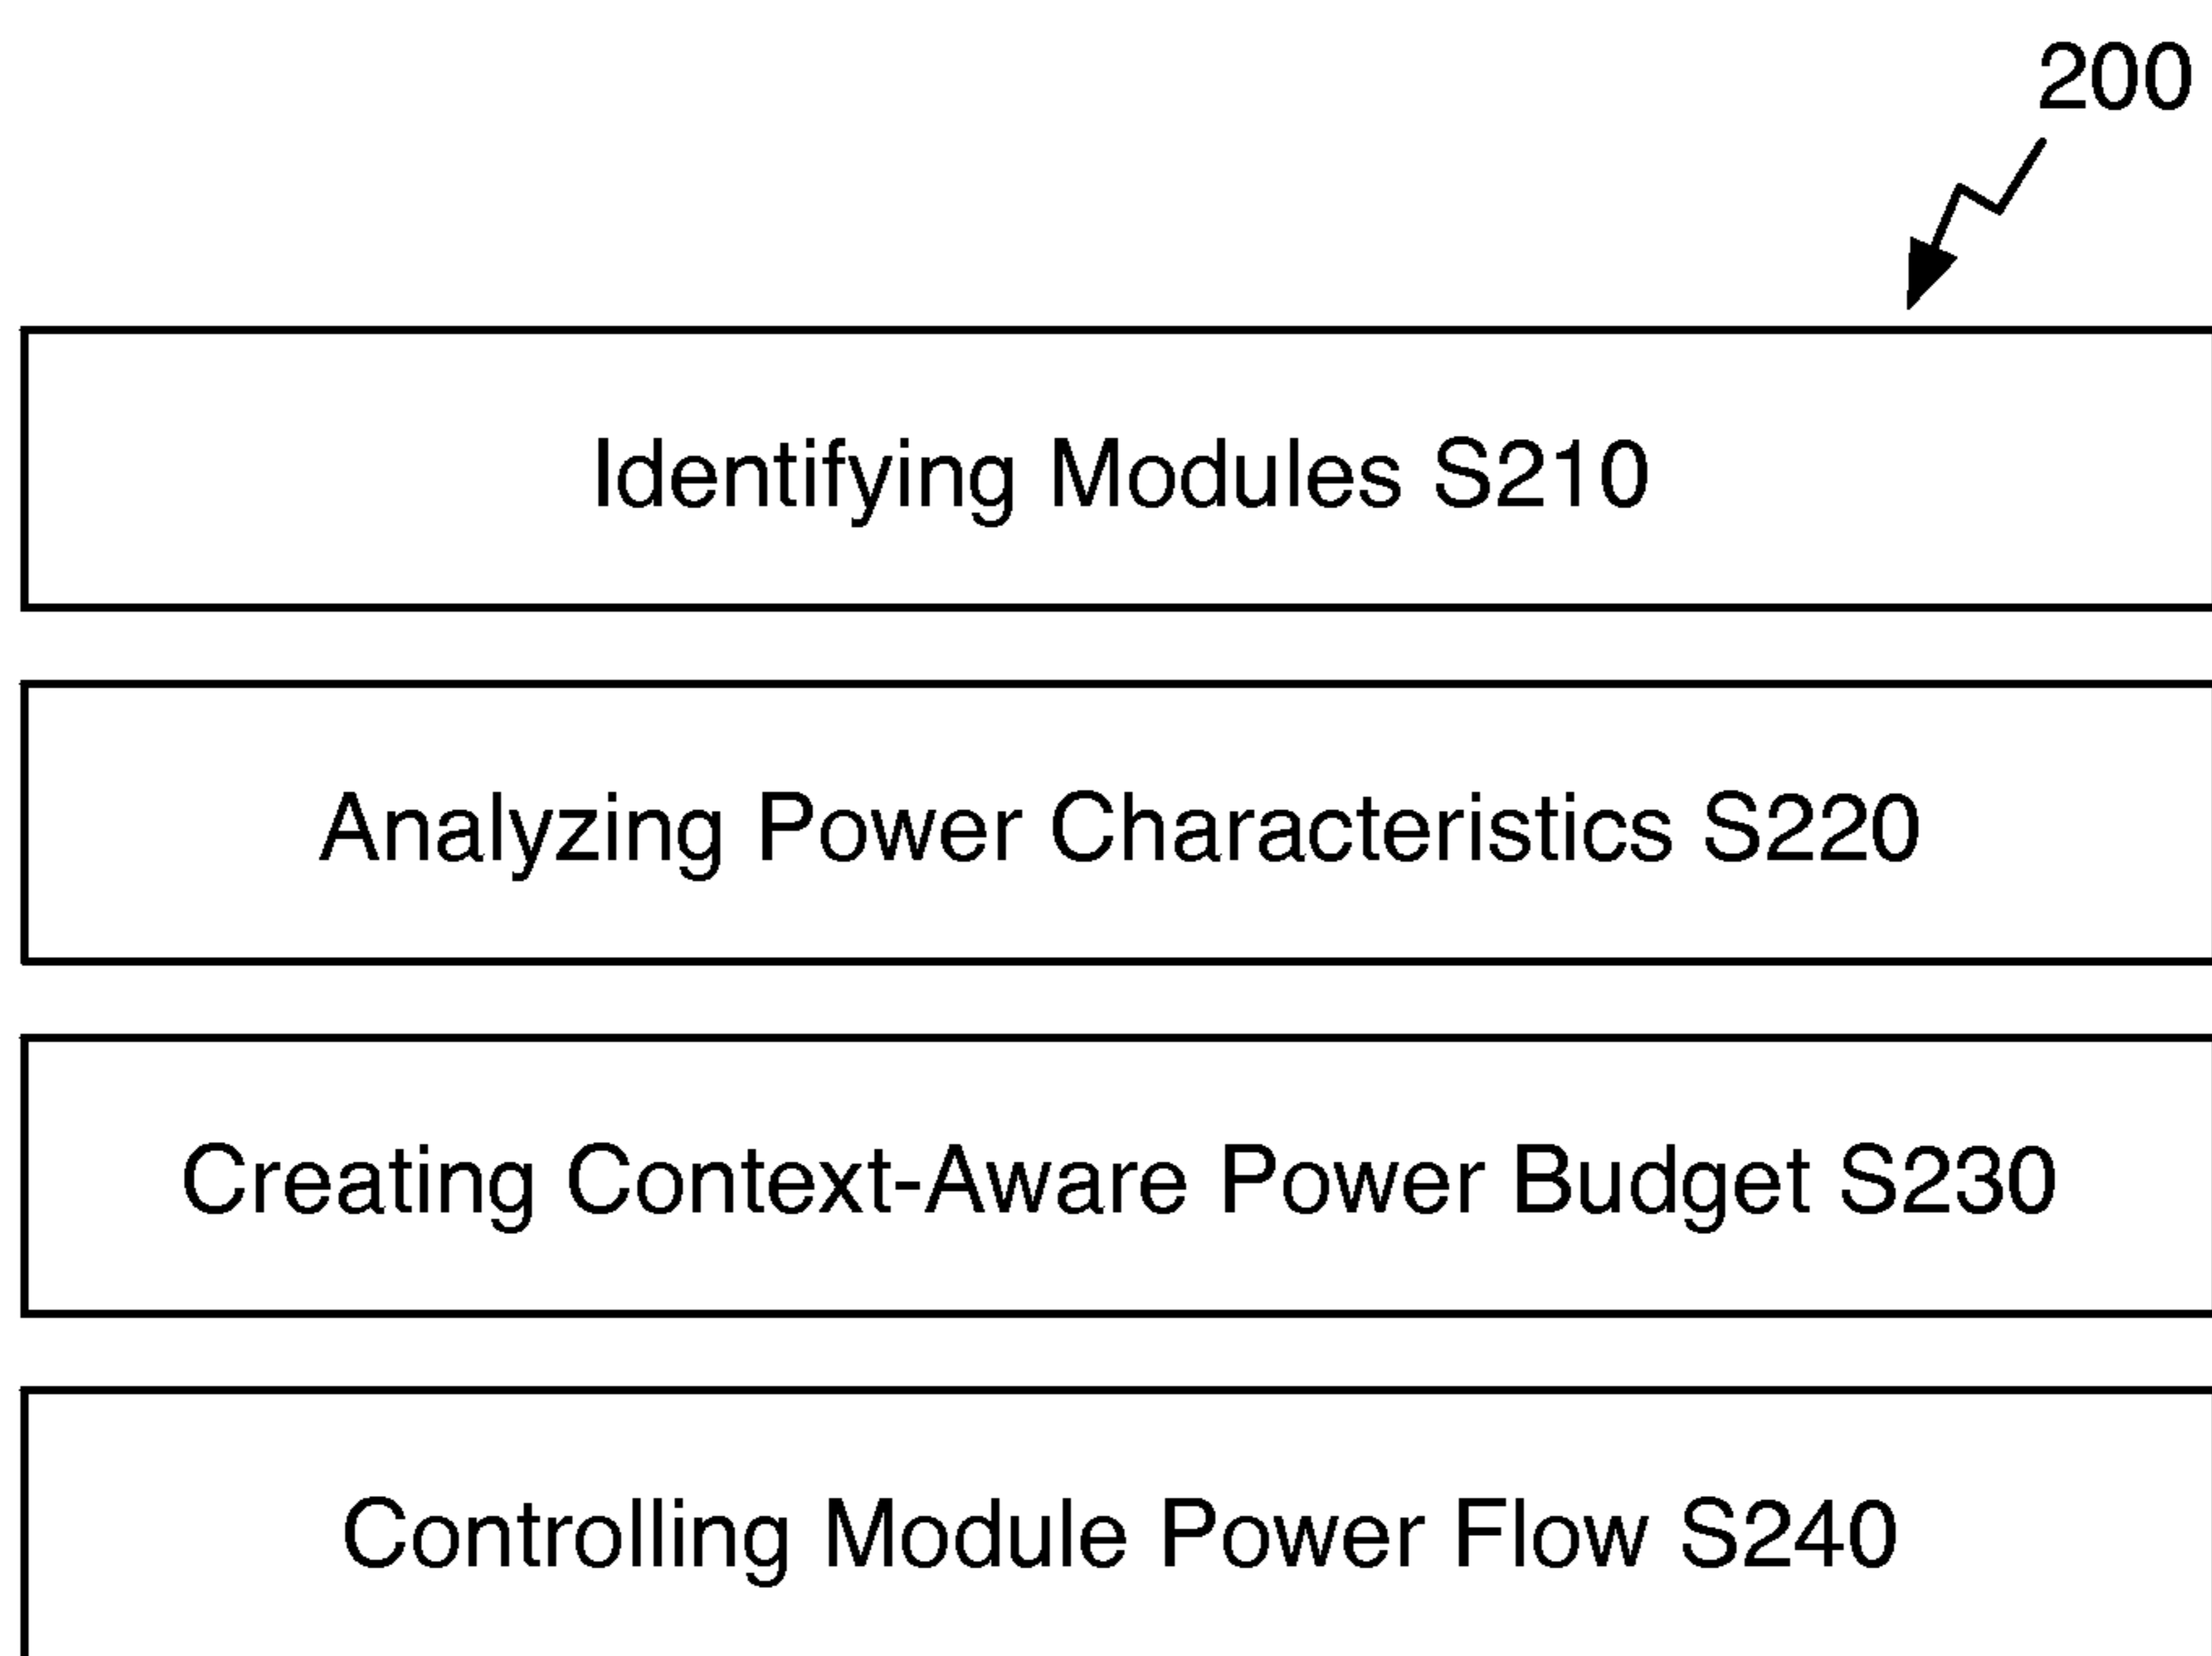 200
Identifying Modules S210
Analyzing Power Characteristics S220
Creating Context-Aware Power Budget S230
Controlling Module Power Flow S240